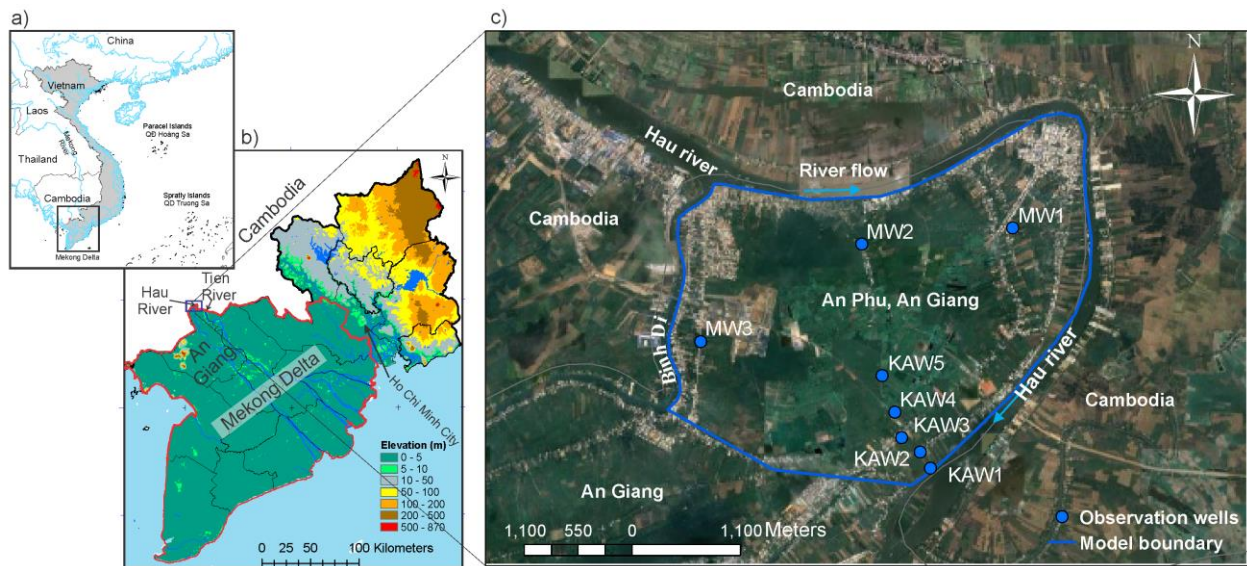 a)
China
Vietnam
Laos
Mekong
River
Thailand
Cambodia
Paracel Islands
QĐ Hoàng Sa
Spratly Islands
QĐ Truong Sa
Mekong Delta
b)
N
Cambodia
Tien
River
Hau
River
An
Giang
Mekong Delta
Ho Chi Minh City
Elevation (m)
0 - 5
5 - 10
10 - 50
50 - 100
100 - 200
200 - 500
500 - 870
0 25 50 100 Kilometers
c)
N
Cambodia
Hau river
River flow
Cambodia
MW1
MW2
An Phu, An Giang
MW3
Binh Di
KAW5
Hau river
KAW4
Cambodia
KAW3
KAW2
KAW1
An Giang
1,100 550 0 1,100 Meters
Observation wells
Model boundary